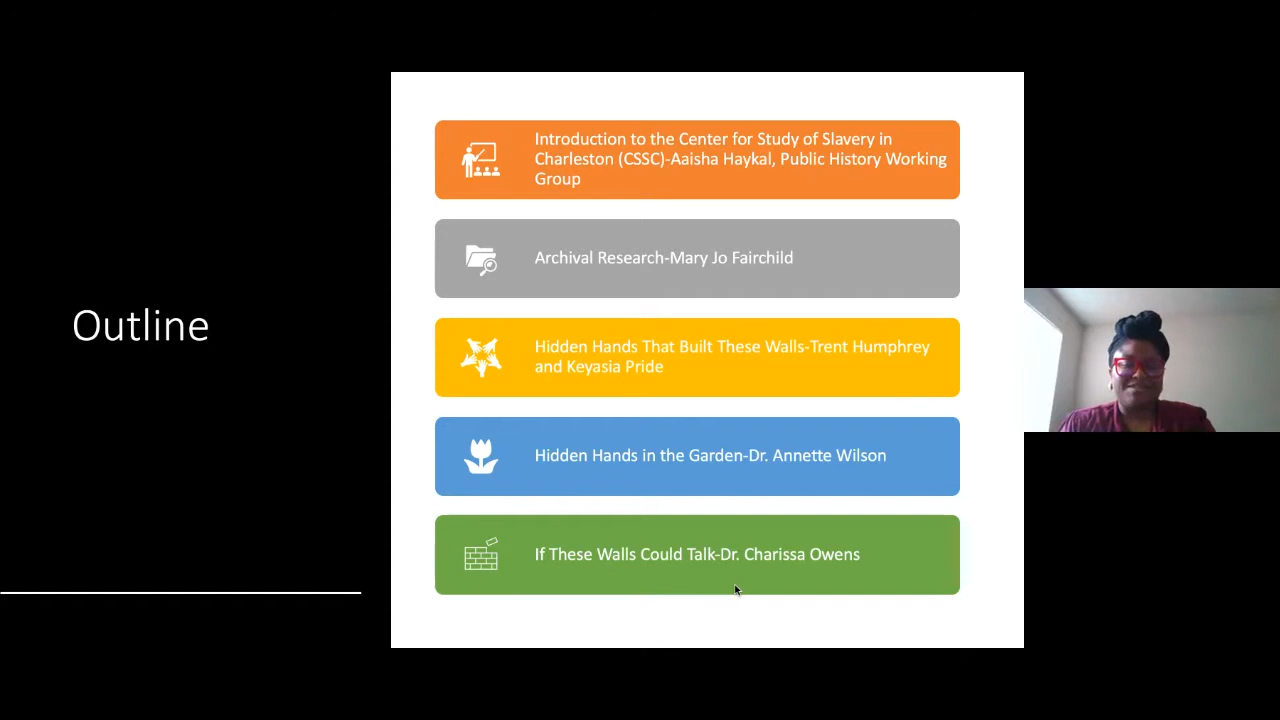 Outline
Introduction to the Center for Study of Slavery in
Charleston (CSSC)-Aaisha Haykal, Public History Working
Group
Archival Research-Mary Jo Fairchild
Hidden Hands That Built These Walls-Trent Humphrey
and Keyasia Pride
Hidden Hands in the Garden-Dr. Annette Wilson
If These Walls Could Talk-Dr. Charissa Owens